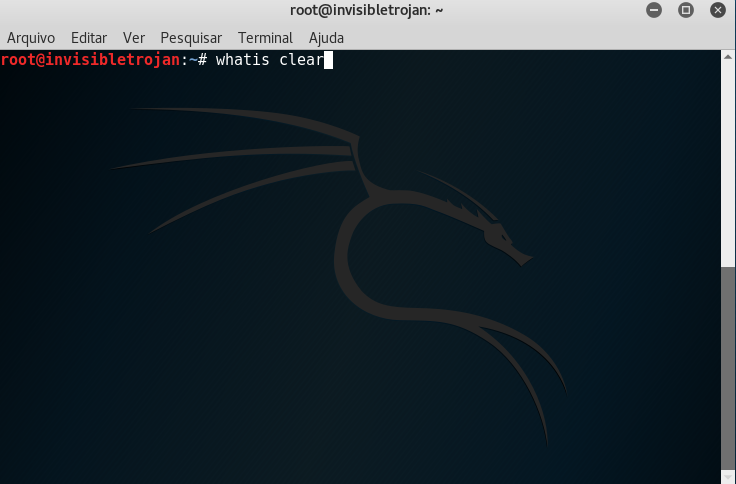 root@invisibletrojan: ~
Arquivo Editar Ver Pesquisar Terminal Ajuda
root@invisibletrojan:~# whatis clear